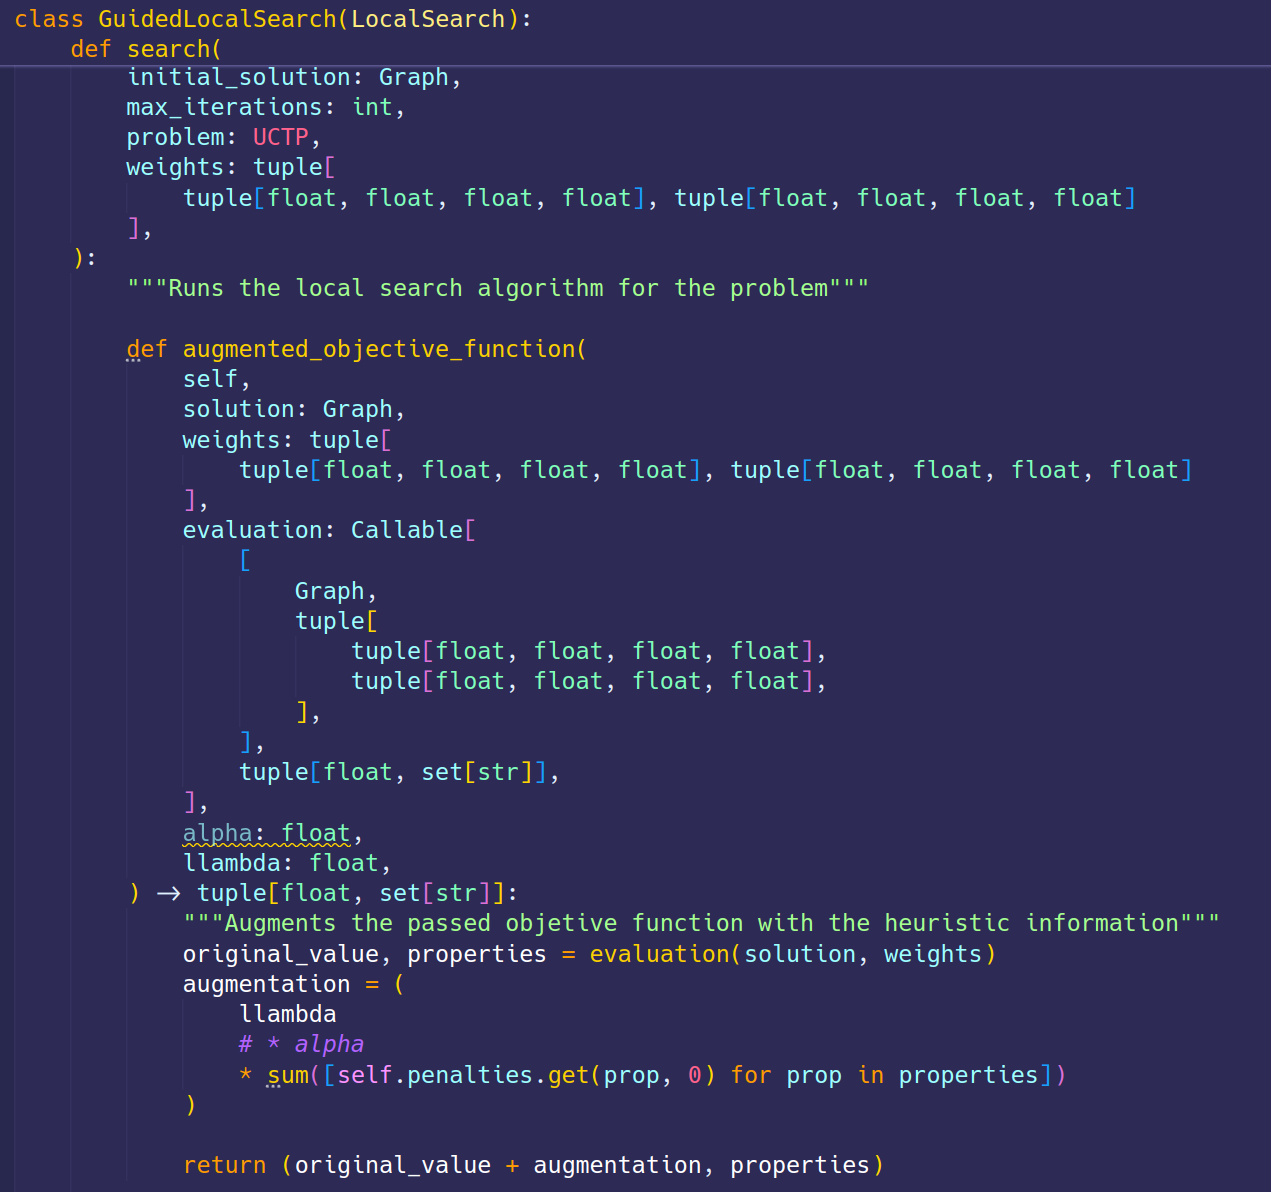 class GuidedLocalSearch(LocalSearch):
    def search(
        initial_solution: Graph,
        max_iterations: int,
        problem: UCTP,
        weights: tuple[
            tuple[float, float, float, float], tuple[float, float, float, float]
        ],
    ):
        """Runs the local search algorithm for the problem"""

        def augmented_objective_function(
            self,
            solution: Graph,
            weights: tuple[
                tuple[float, float, float, float], tuple[float, float, float, float]
            ],
            evaluation: Callable[
                [
                    Graph,
                    tuple[
                        tuple[float, float, float, float],
                        tuple[float, float, float, float],
                    ],
                ],
                tuple[float, set[str]],
            ],
            alpha: float,
            llambda: float,
        ) → tuple[float, set[str]]:
            """Augments the passed objetive function with the heuristic information"""
            original_value, properties = evaluation(solution, weights)
            augmentation = (
                llambda
                # * alpha
                * sum([self.penalties.get(prop, 0) for prop in properties])
            )

            return (original_value + augmentation, properties)